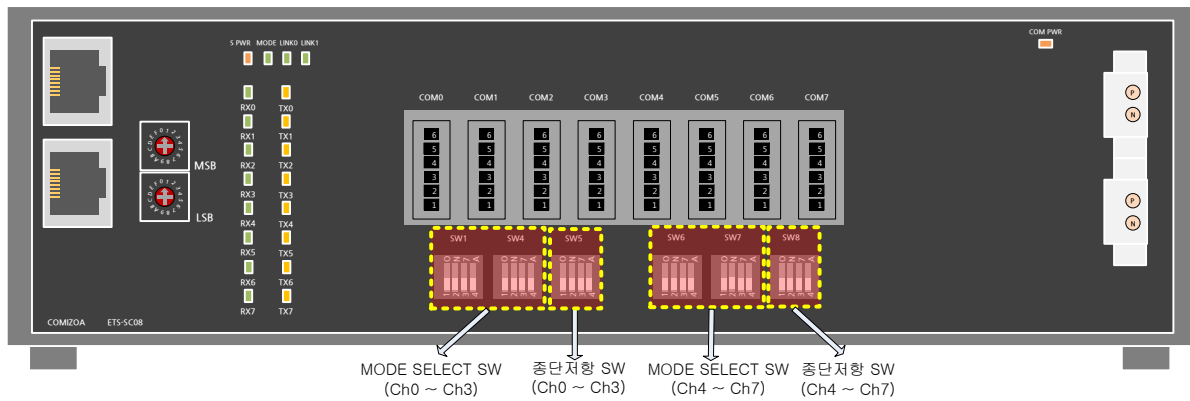 S PWR MODE LINK0 LINK1
COM PWR
RX0 TX0
RX1 TX1
RX2 TX2
RX3 TX3
RX4 TX4
RX5 TX5
RX6 TX6
RX7 TX7
MSB
LSB
COM0 COM1 COM2 COM3 COM4 COM5 COM6 COM7
6 6 6 6 6 6 6 6
5 5 5 5 5 5 5 5
4 4 4 4 4 4 4 4
3 3 3 3 3 3 3 3
2 2 2 2 2 2 2 2
1 1 1 1 1 1 1 1
P
N
P
N
SW1 SW4 SW5 SW6 SW7 SW8
COMIZOA ETS-SC08
MODE SELECT SW
(Ch0 ~ Ch3)
종단저항 SW
(Ch0 ~ Ch3)
MODE SELECT SW
(Ch4 ~ Ch7)
종단저항 SW
(Ch4 ~ Ch7)